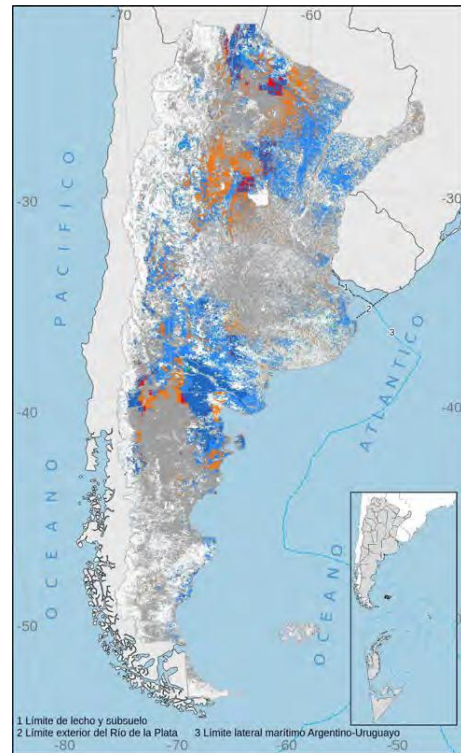 -70 -60
-30 -30
-40 -40
-50 -50
-80 -70 -60 -50
OCEANO PACIFICO
OCEANO ATLANTICO
1
2
3
1 Límite de lecho y subsuelo
2 Límite exterior del Río de la Plata 3 Límite lateral marítimo Argentino-Uruguayo